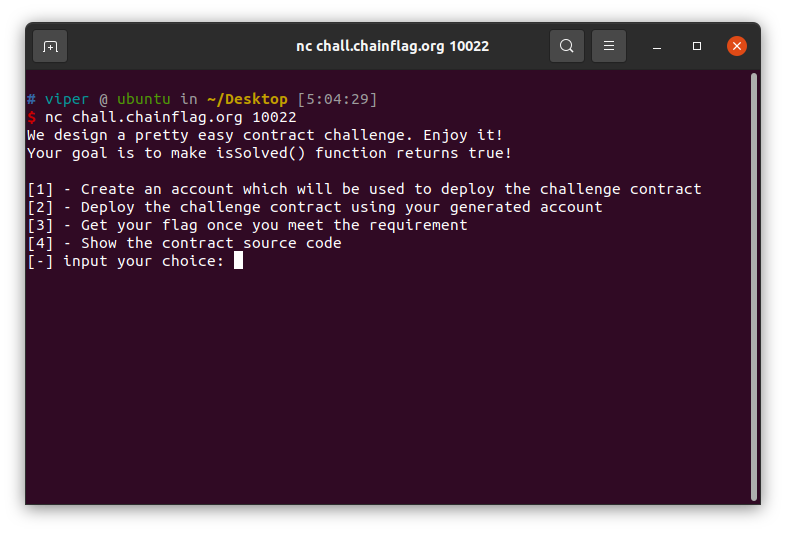 nc chall.chainflag.org 10022
# viper @ ubuntu in ~/Desktop [5:04:29]
$ nc chall.chainflag.org 10022
We design a pretty easy contract challenge. Enjoy it!
Your goal is to make isSolved() function returns true!
[1] - Create an account which will be used to deploy the challenge contract
[2] - Deploy the challenge contract using your generated account
[3] - Get your flag once you meet the requirement
[4] - Show the contract source code
[-] input your choice: